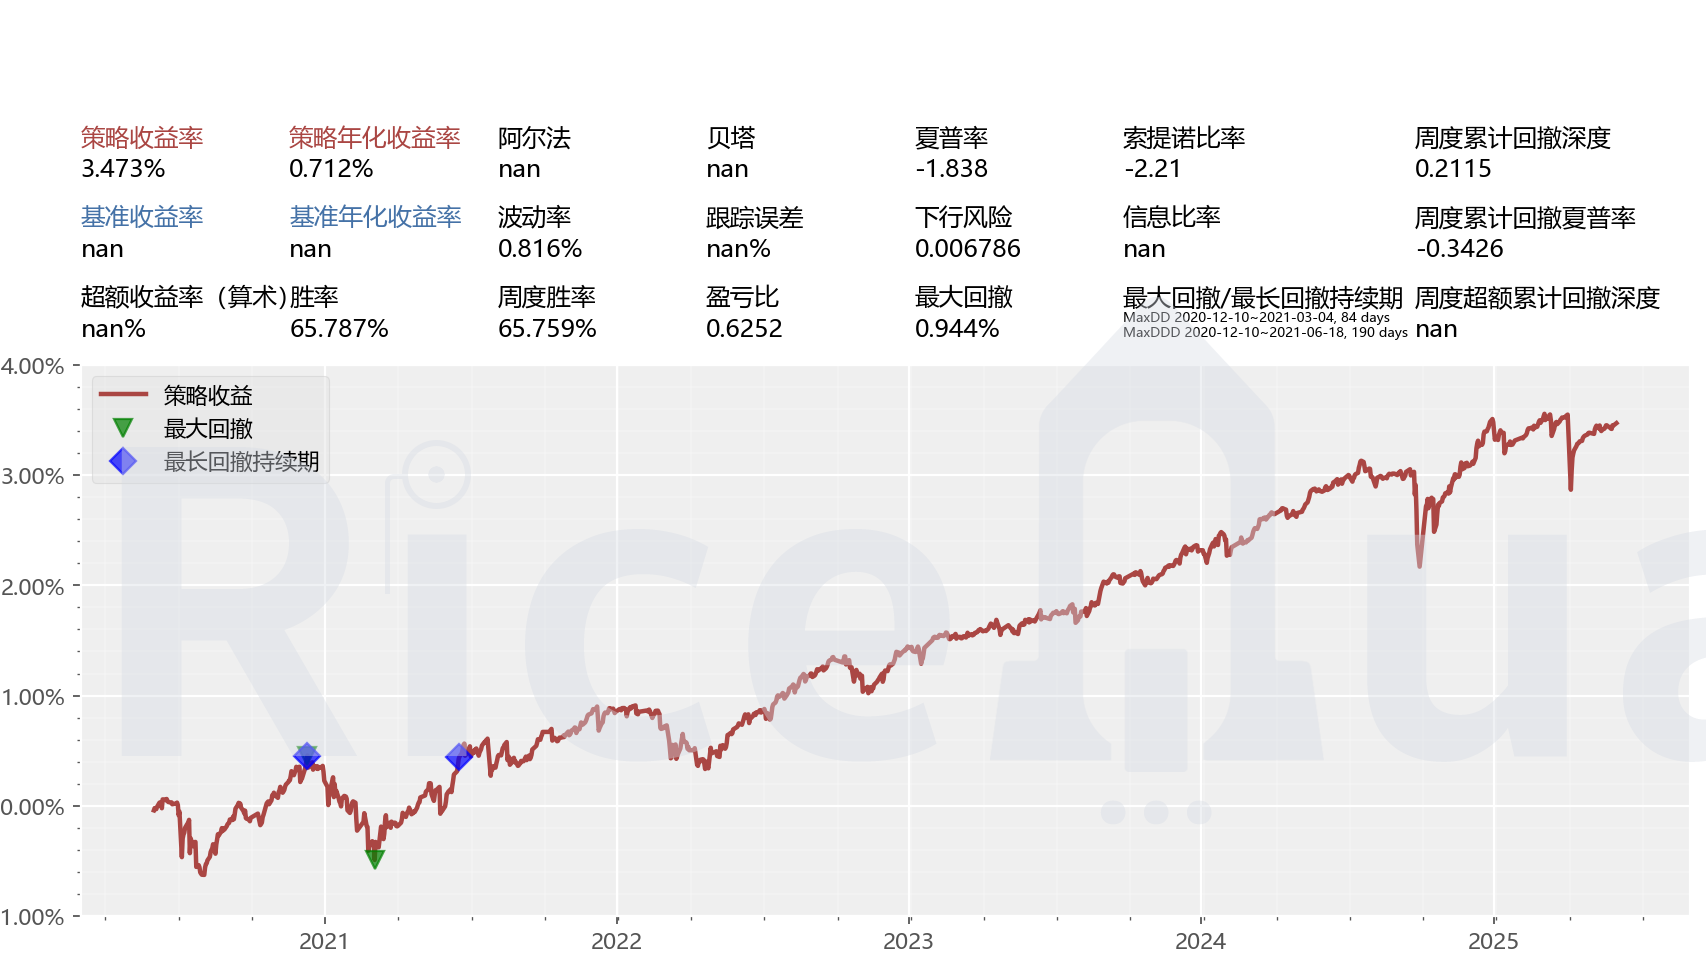 策略收益率 策略年化收益率 阿尔法 贝塔 夏普率 索提诺比率 周度累计回撤深度
3.473% 0.712% nan nan -1.838 -2.21 0.2115
基准收益率 基准年化收益率 波动率 跟踪误差 下行风险 信息比率 周度累计回撤夏普率
nan nan 0.816% nan% 0.006786 nan -0.3426
超额收益率（算术） 胜率 周度胜率 盈亏比 最大回撤 最大回撤/最长回撤持续期 周度超额累计回撤深度
nan% 65.787% 65.759% 0.6252 0.944% MaxDD 2020-12-10~2021-03-04, 84 days nan
MaxDDD 2020-12-10~2021-06-18, 190 days
4.00%
策略收益
最大回撤
最长回撤持续期
3.00%
2.00%
1.00%
0.00%
1.00%
2021 2022 2023 2024 2025
Rice
ua